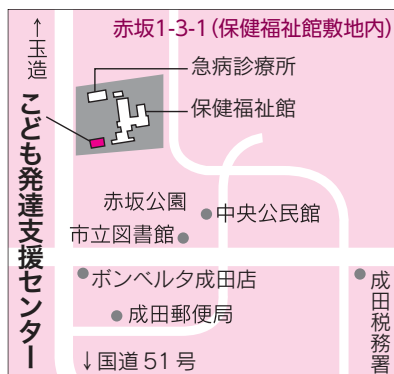 赤坂1-3-1(保健福祉館敷地内)
↑玉造
急病診療所
保健福祉館
こども発達支援センター
赤坂公園
中央公民館
市立図書館
ボンベルタ成田店
成田郵便局
成田税務署
↓国道51号